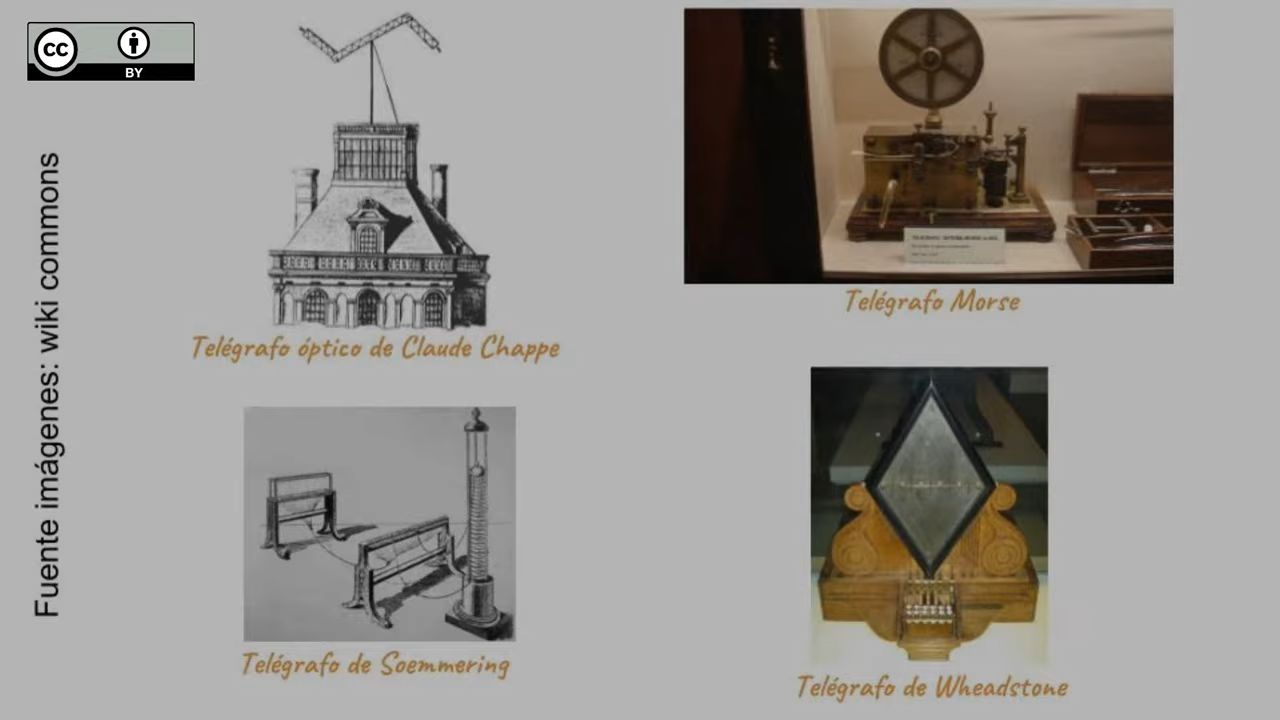 CC
BY
Fuente imágenes: wiki commons
Telégrafo óptico de Claude Chappe
Telégrafo Morse
Telégrafo de Soemmering
Telégrafo de Wheadstone